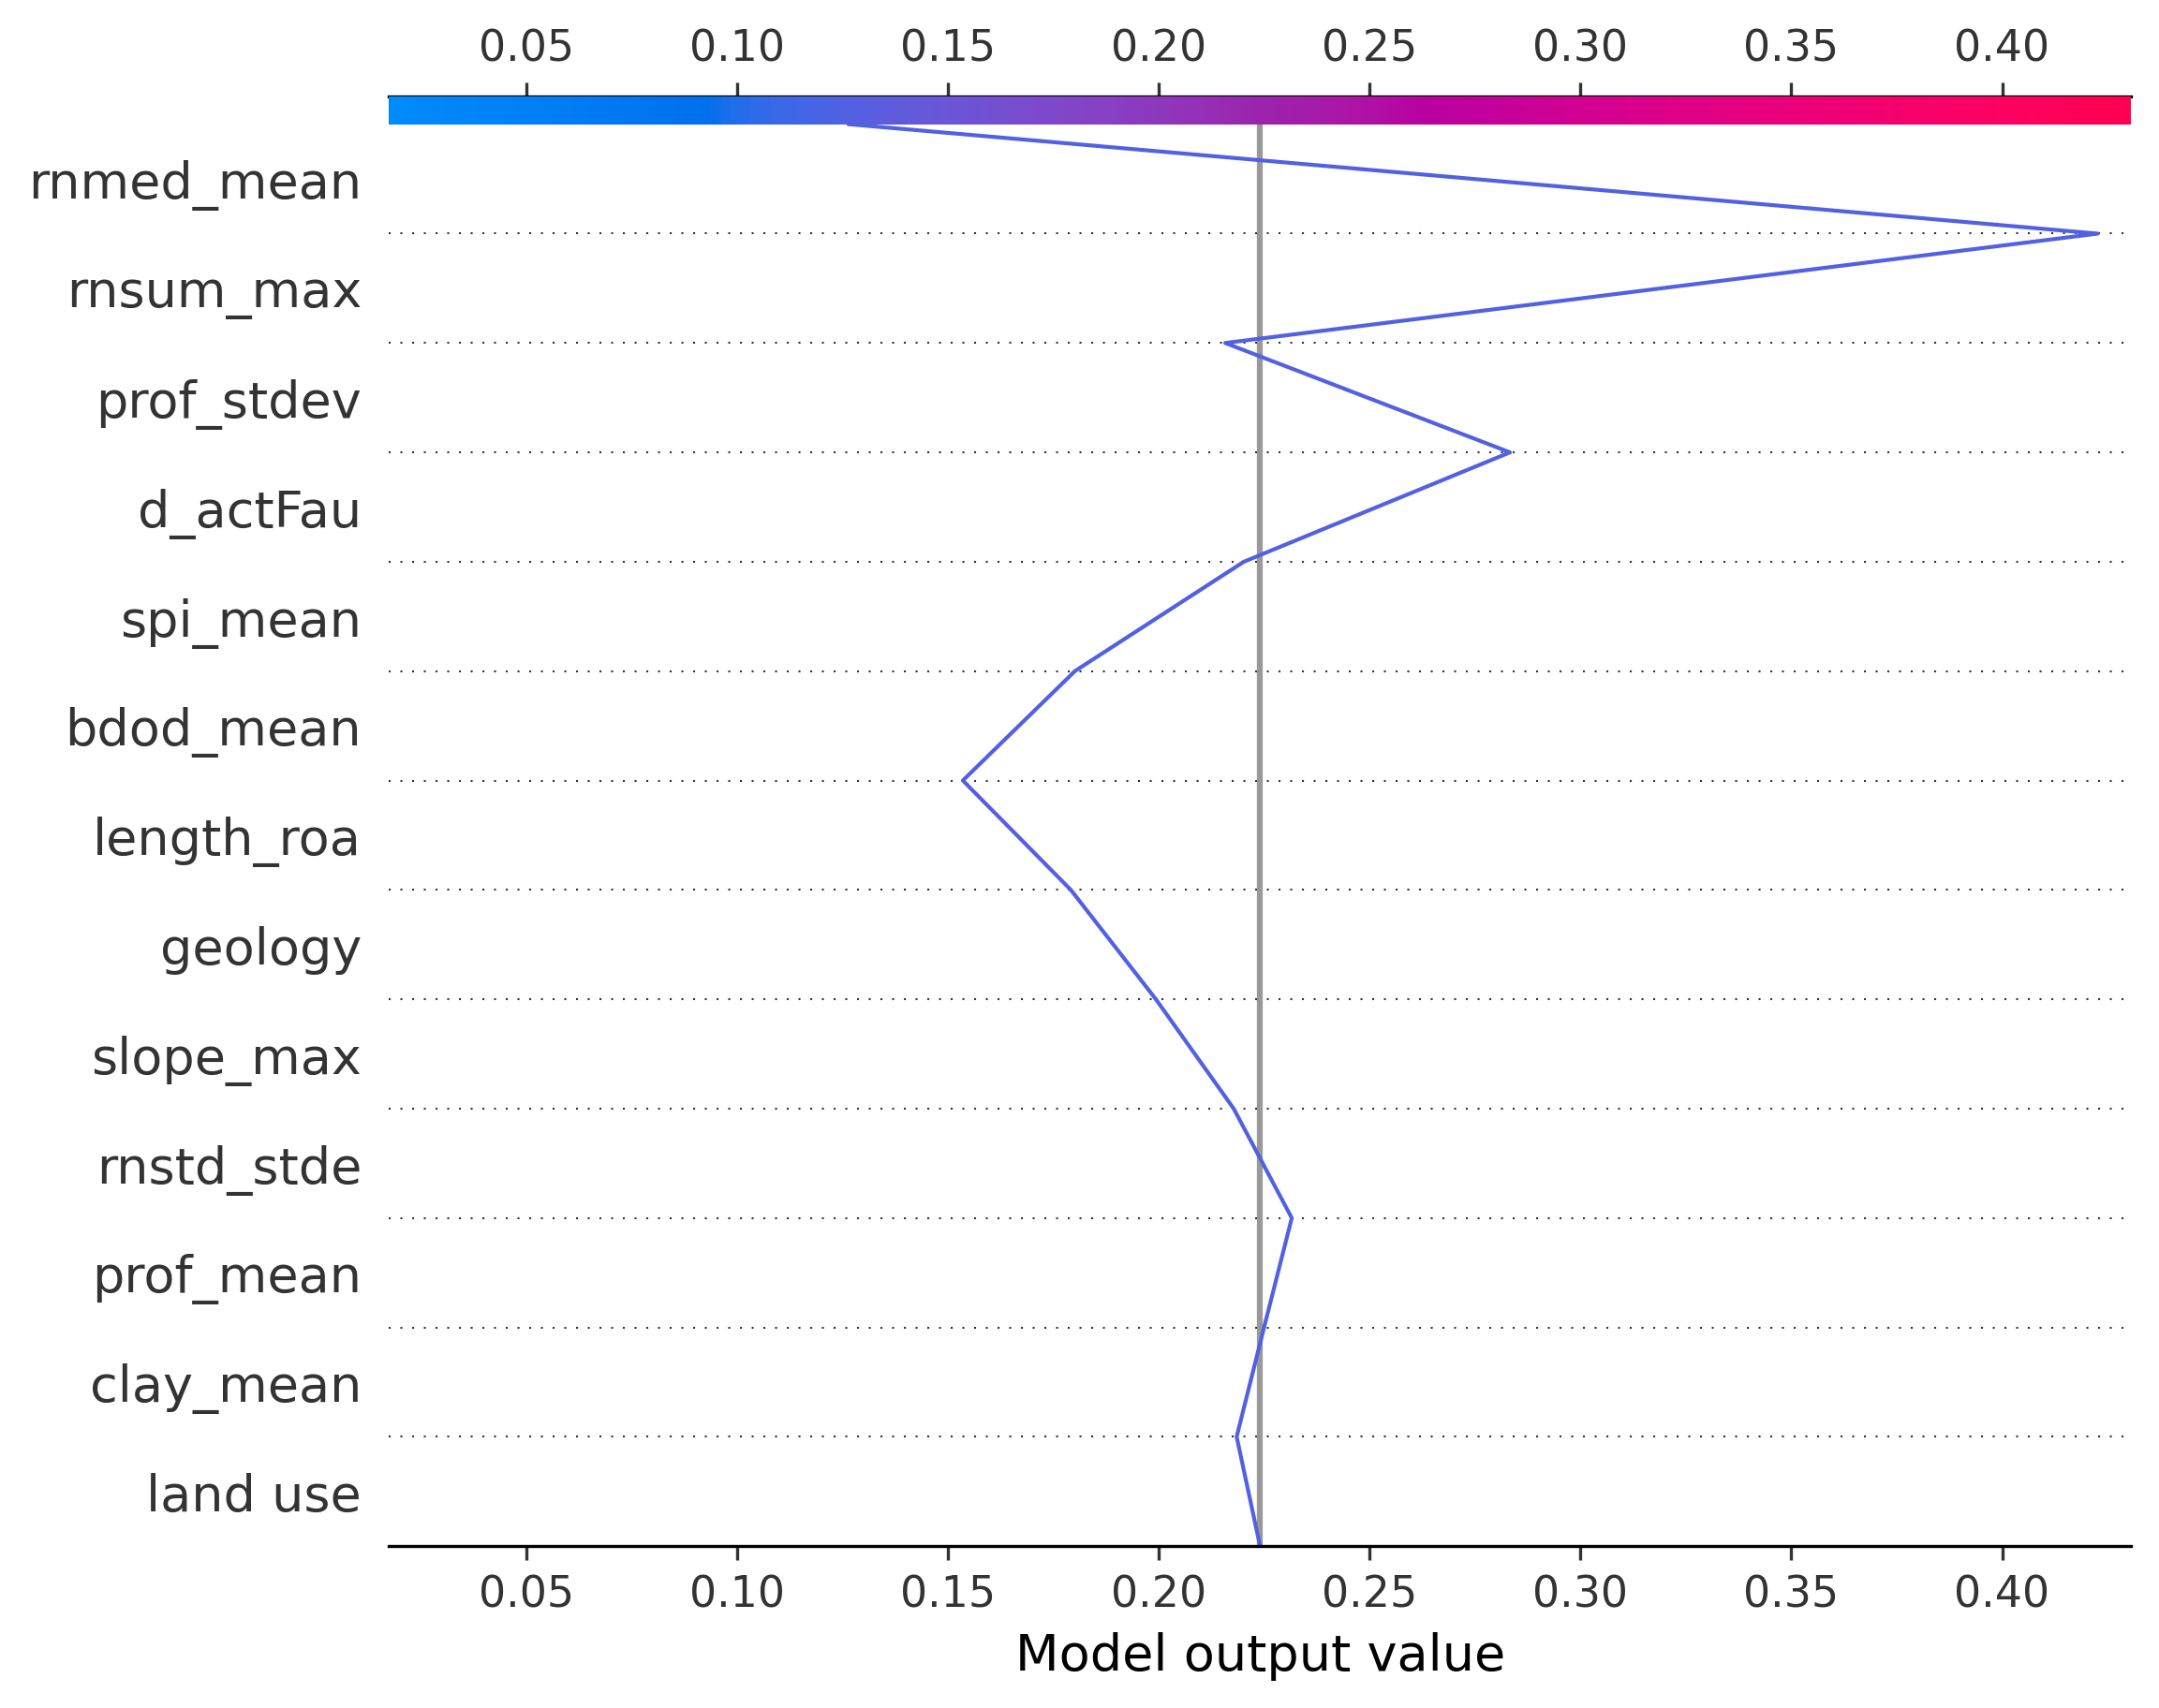 0.05 0.10 0.15 0.20 0.25 0.30 0.35 0.40
rnmed_mean
rnsum_max
prof_stdev
d_actFau
spi_mean
bdod_mean
length_roa
geology
slope_max
rnstd_stde
prof_mean
clay_mean
land use
0.05 0.10 0.15 0.20 0.25 0.30 0.35 0.40
Model output value